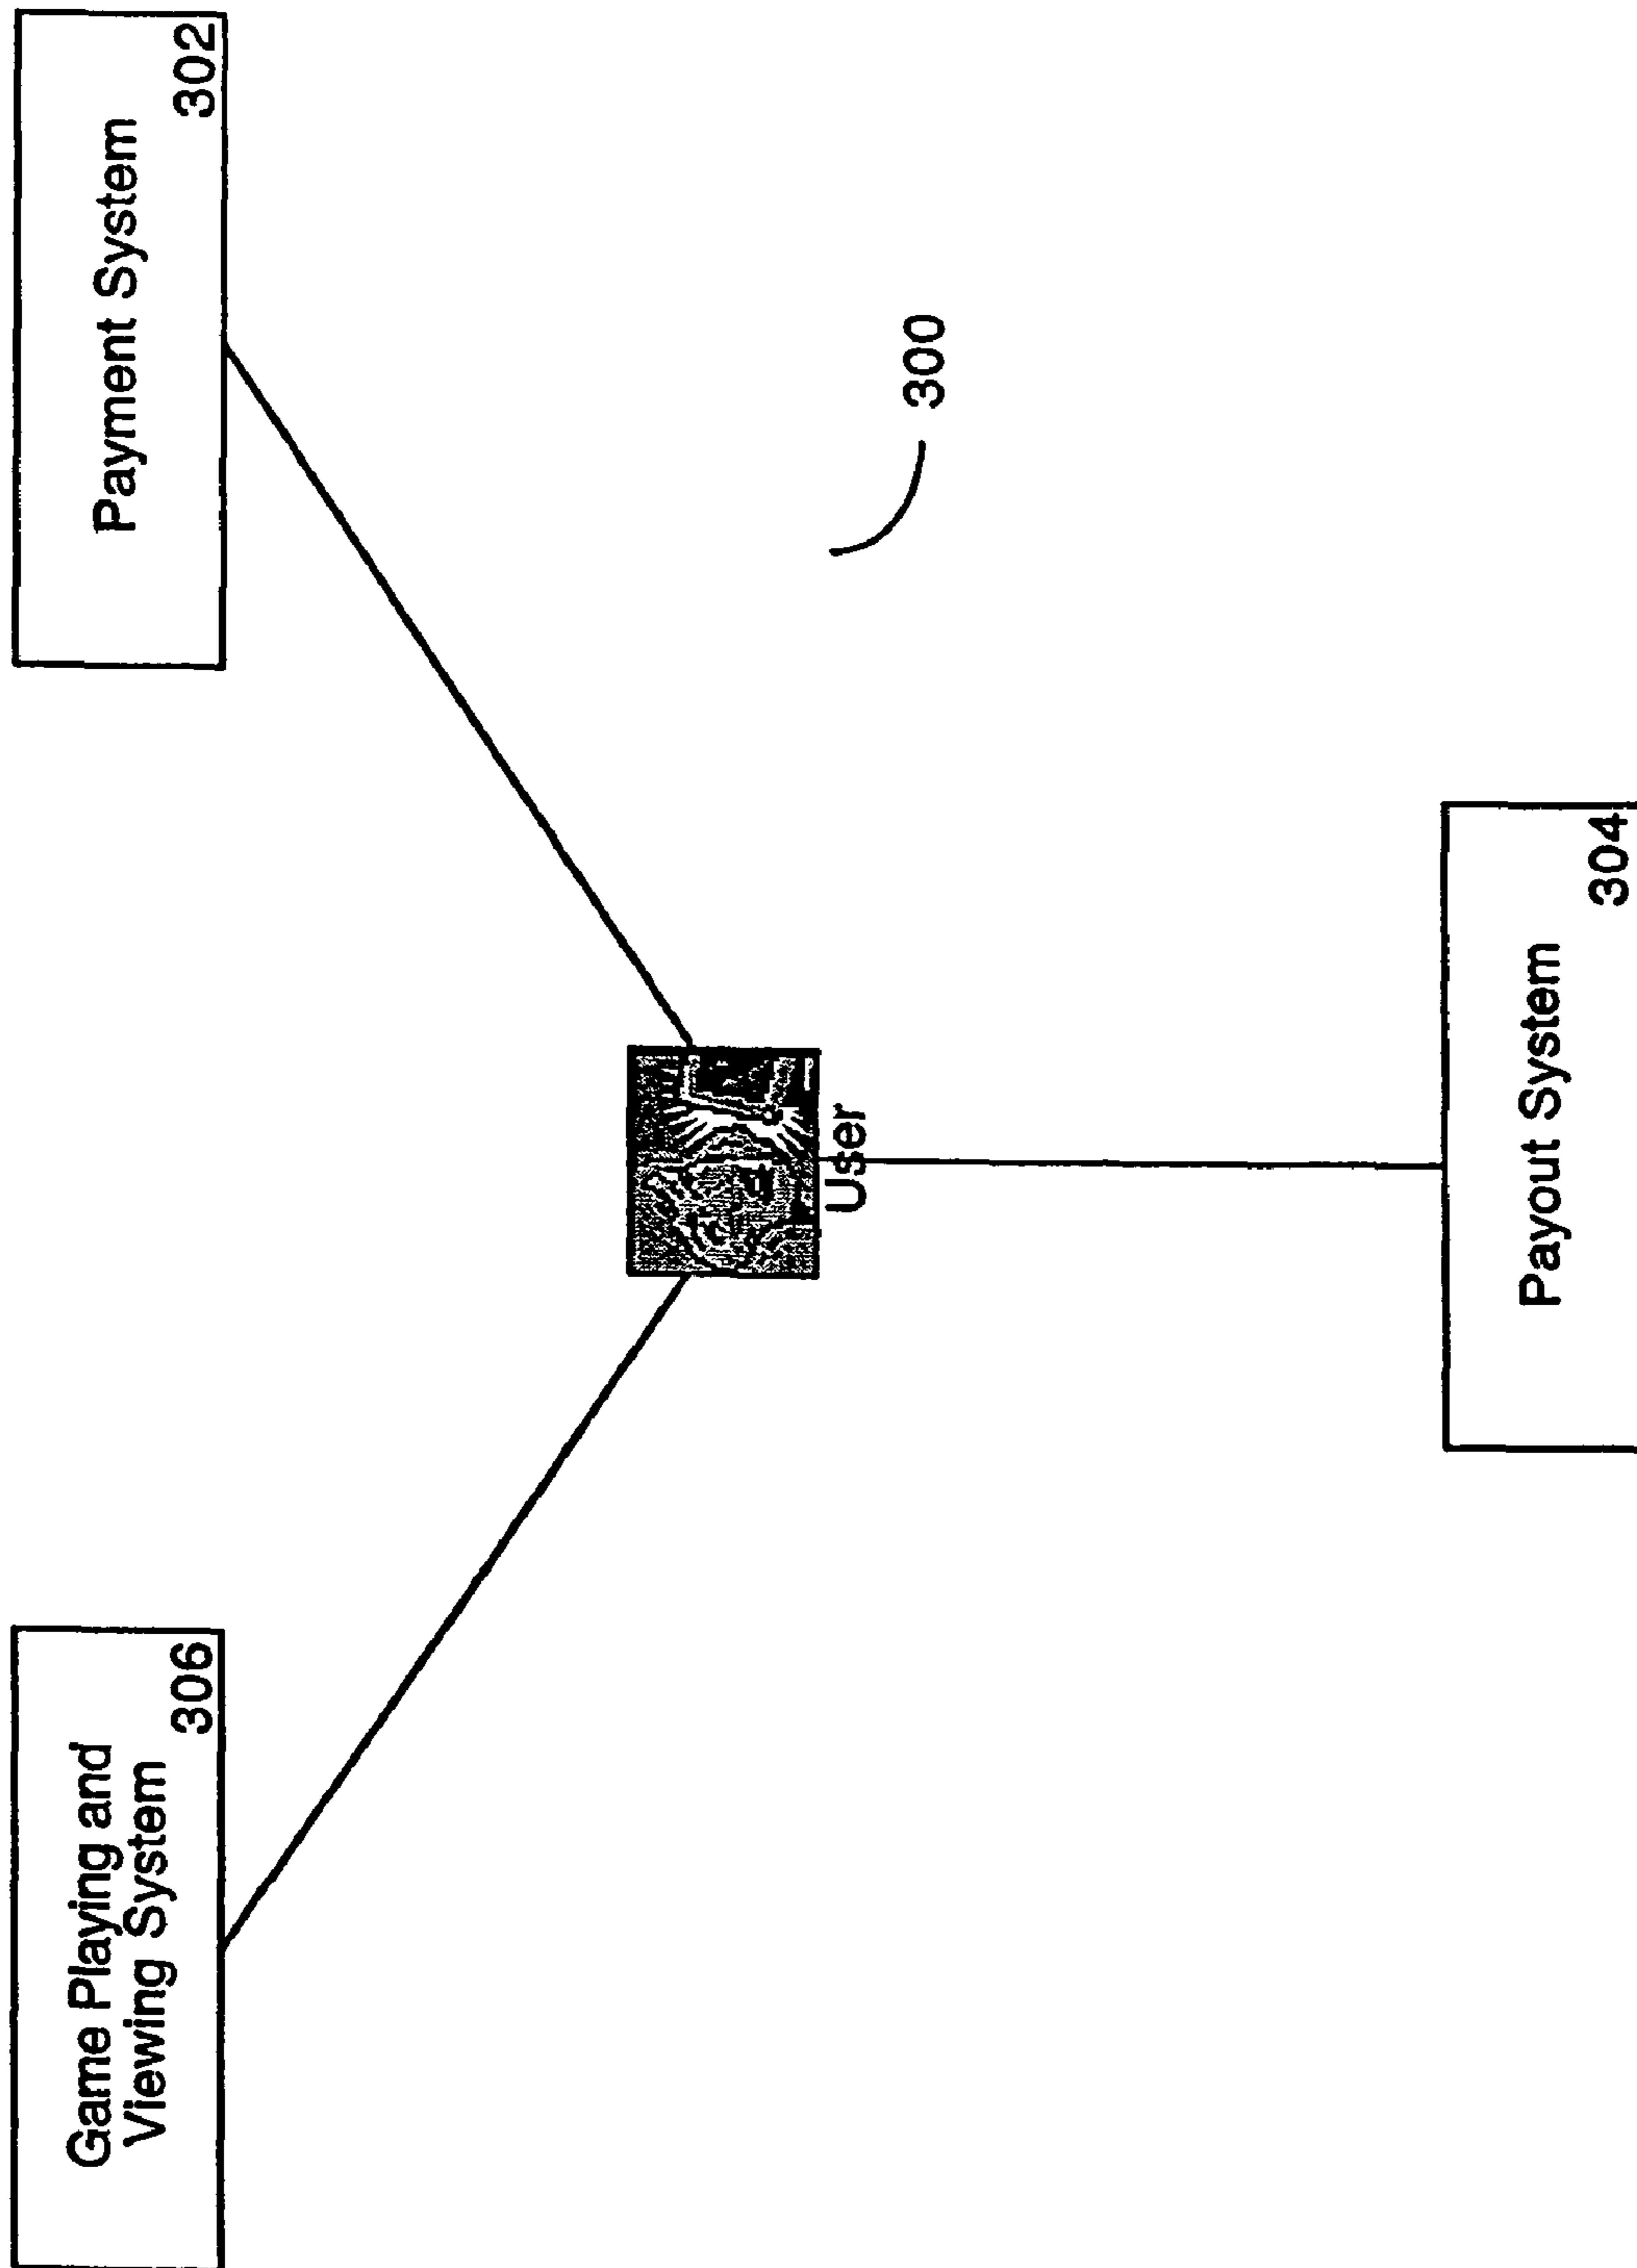 Game Playing and
Viewing System
306
Payment System
302
User
300
Payout System
304